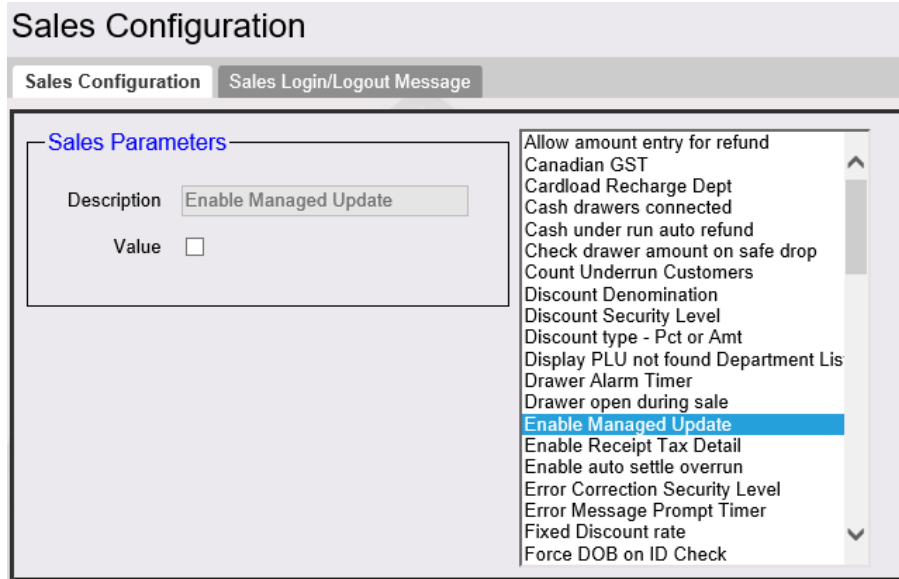 Sales Configuration
Sales Configuration
Sales Login/Logout Message
Sales Parameters
Description
Enable Managed Update
Value
Allow amount entry for refund
Canadian GST
Cardload Recharge Dept
Cash drawers connected
Cash under run auto refund
Check drawer amount on safe drop
Count Underrun Customers
Discount Denomination
Discount Security Level
Discount type - Pct or Amt
Display PLU not found Department Lis
Drawer Alarm Timer
Drawer open during sale
Enable Managed Update
Enable Receipt Tax Detail
Enable auto settle overrun
Error Correction Security Level
Error Message Prompt Timer
Fixed Discount rate
Force DOB on ID Check